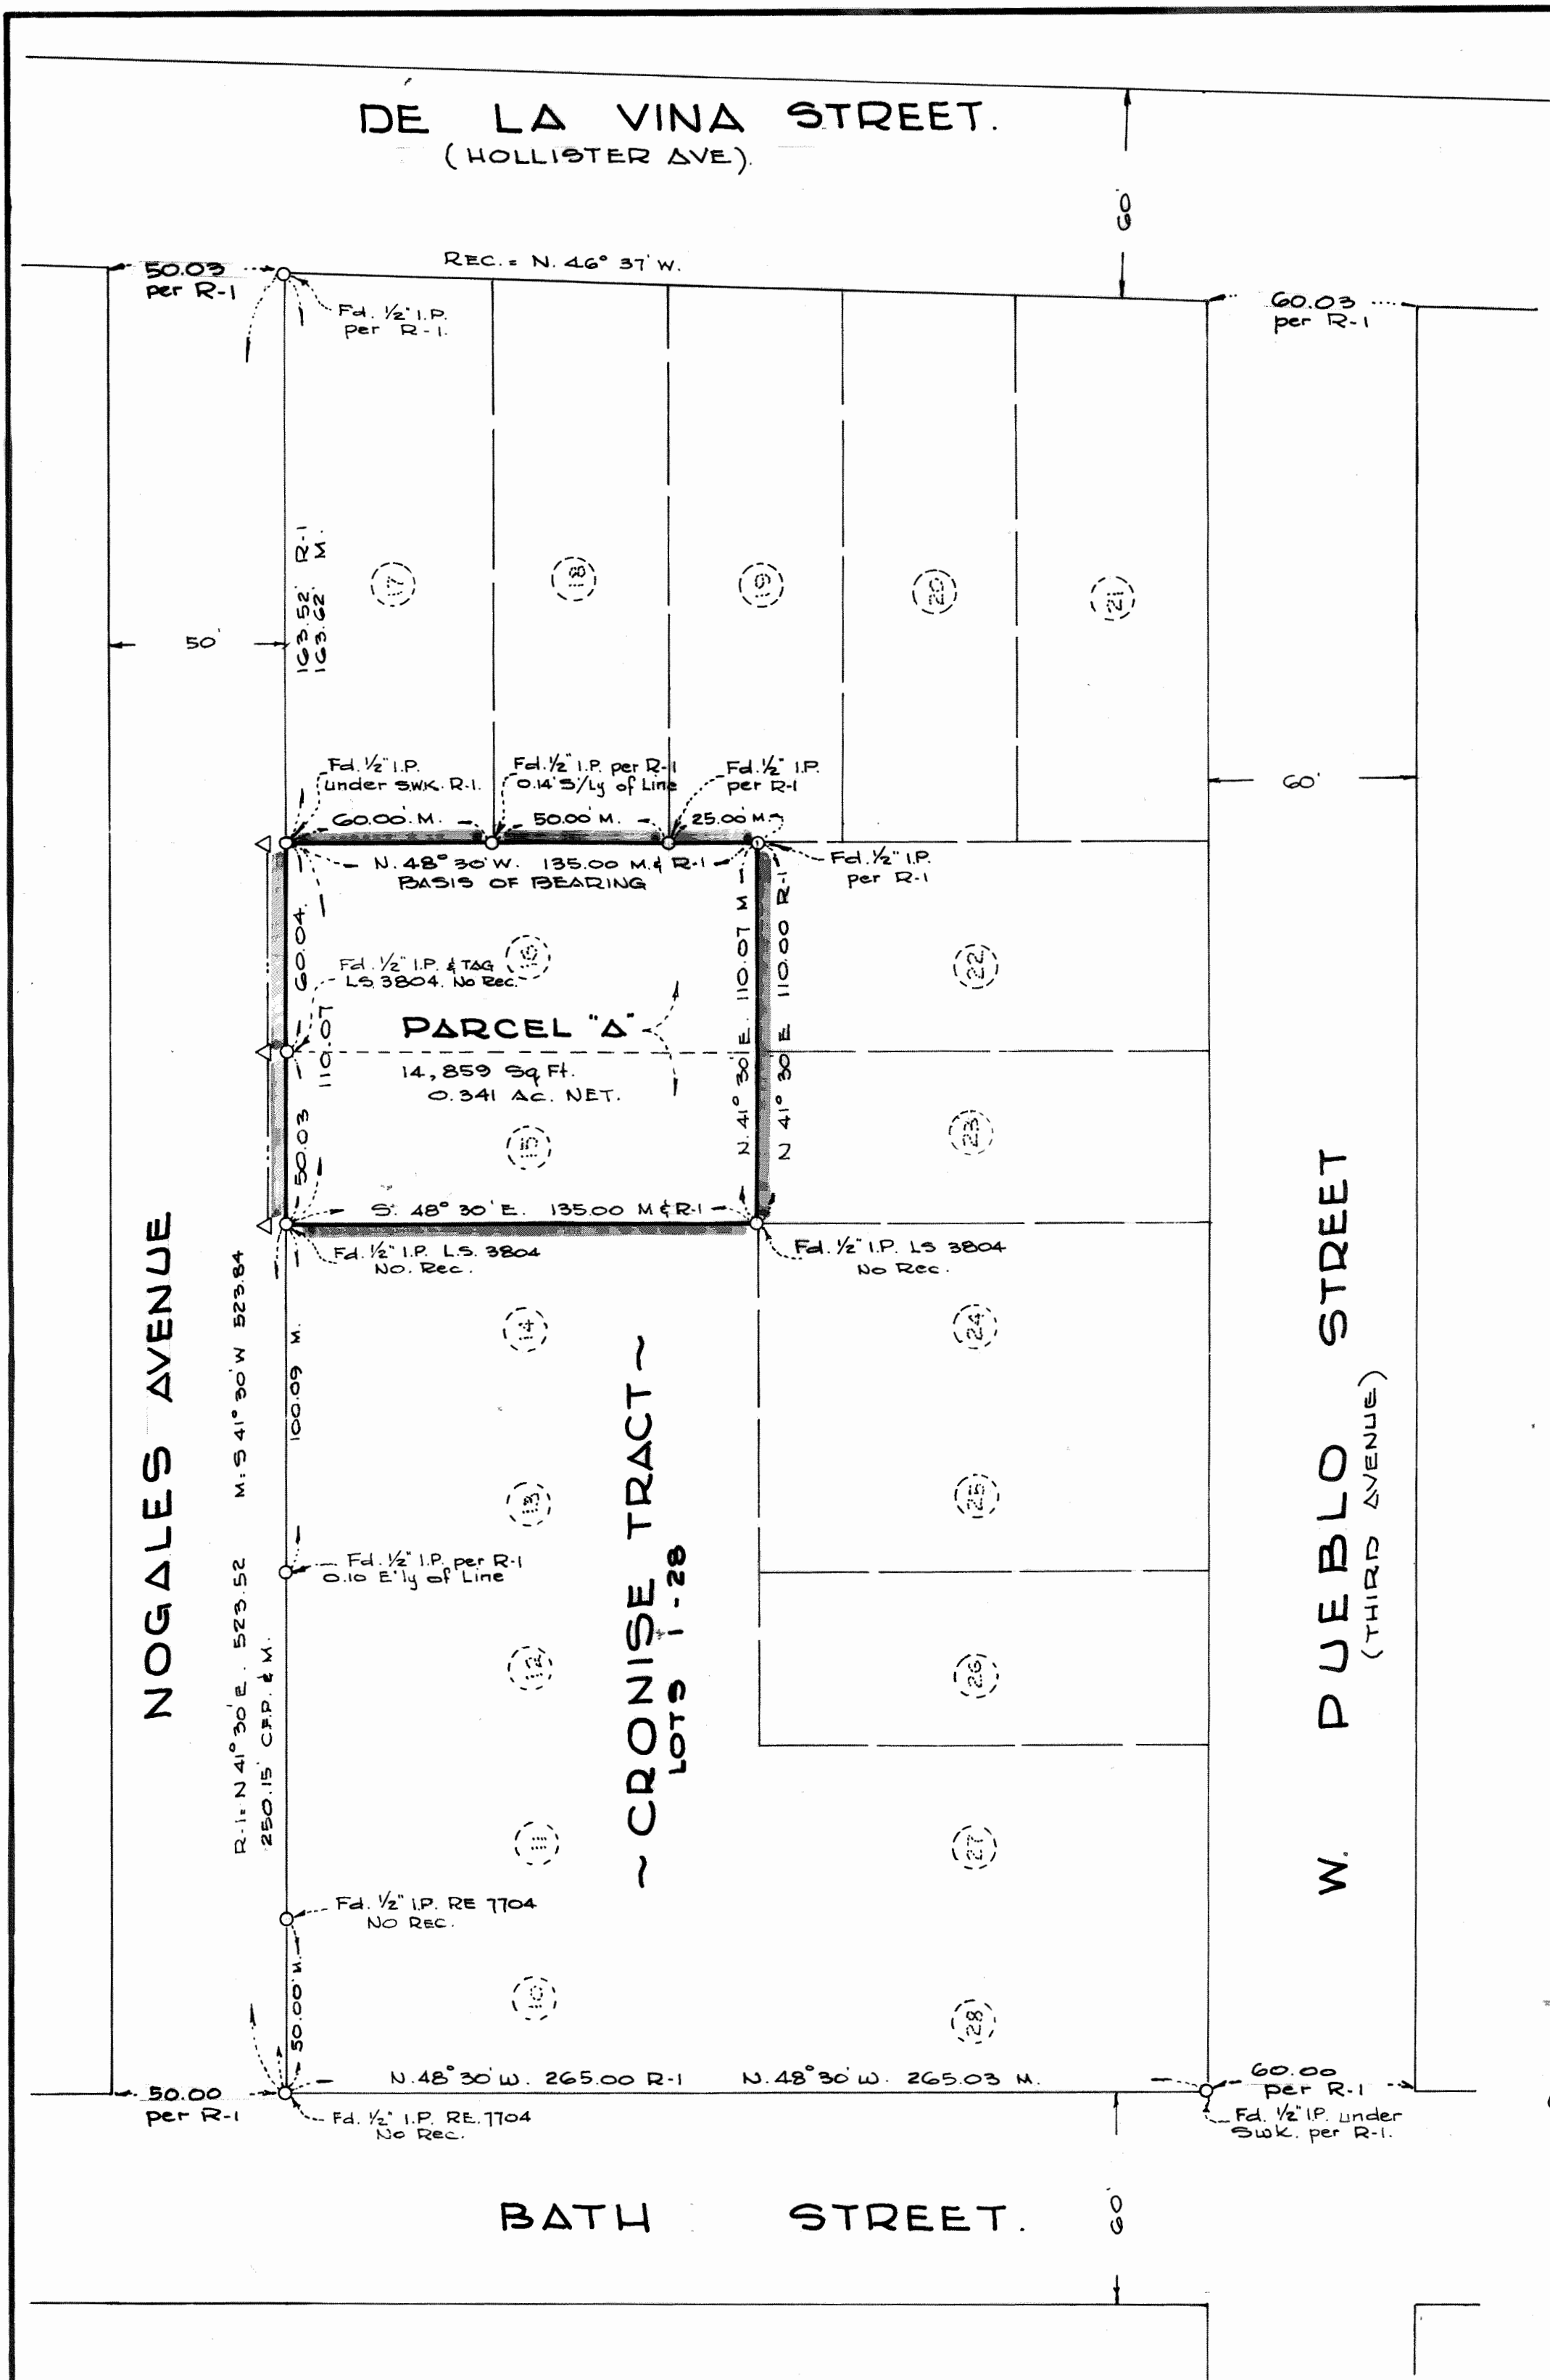 DE LA VINA STREET.
(HOLLISTER AVE).
60'
REC. = N. 46° 37' W.
50.03
per R-1
Fd. ½" I.P.
per R-1.
60.03
per R-1
163.52' R-1
163.62' M.
17
18
19
20
21
50'
60'
Fd. ½" I.P.
under SWK. R-1.
Fd. ½" I.P. per R-1
0.14' S'Ly of Line
Fd. ½" I.P.
per R-1
60.00' M.
50.00' M.
25.00' M.
N. 48° 30' W. 135.00 M. & R-1
BASIS OF BEARING
Fd. ½" I.P.
per R-1
60.04.
110.07
50.03
Fd. ½" I.P. & TAG
LS. 3804. No Rec.
16
PARCEL "A"
14,859 Sq Ft.
0.341 Ac. NET.
15
N. 41° 30' E. 110.07 M
N 41° 30' E 110.00 R-1
22
23
S. 48° 30' E. 135.00 M & R-1
Fd. ½" I.P. L.S. 3804
No. Rec.
Fd. ½" I.P. LS 3804
No Rec.
NOGALES AVENUE
M: S 41° 30' W 523.84
R-1: N 41° 30' E. 523.52
250.15' C.F.P. & M.
100.09 M.
14
13
12
11
10
~ CRONISE TRACT ~
LOTS 1 - 28
24
25
26
27
28
W. PUEBLO STREET
(THIRD AVENUE)
Fd. ½" I.P. per R-1
0.10 E'ly of Line
Fd. ½" I.P. RE 7704
NO REC.
50.00' M.
N. 48° 30' W. 265.00 R-1 N. 48° 30' W. 265.03 M.
50.00
per R-1
Fd. ½" I.P. RE. 7704
No Rec.
60.00
per R-1
Fd. ½" I.P. under
Swk. per R-1.
BATH STREET.
60'